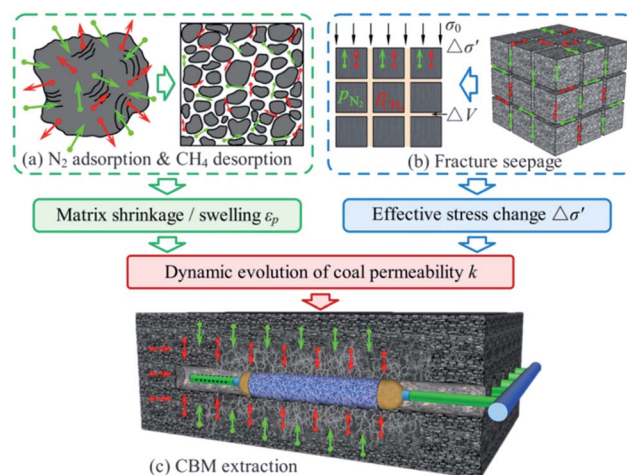 σ₀
△σ′
p_N₂ p_CH₄
△V
(a) N₂ adsorption & CH₄ desorption
(b) Fracture seepage
Matrix shrinkage / swelling ε_p
Effective stress change △σ′
Dynamic evolution of coal permeability k
(c) CBM extraction